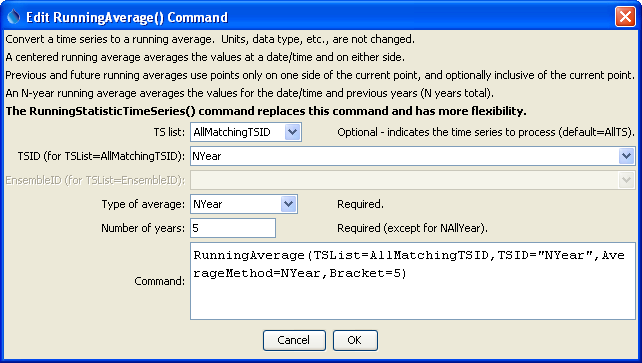 Edit RunningAverage() Command
Convert a time series to a running average.  Units, data type, etc., are not changed.
A centered running average averages the values at a date/time and on either side.
Previous and future running averages use points only on one side of the current point, and optionally inclusive of the current point.
An N-year running average averages the values for the date/time and previous years (N years total).
The RunningStatisticTimeSeries() command replaces this command and has more flexibility.
TS list: AllMatchingTSID Optional - indicates the time series to process (default=AllTS).
TSID (for TSList=AllMatchingTSID): NYear
EnsembleID (for TSList=EnsembleID):
Type of average: NYear Required.
Number of years: 5 Required (except for NAllYear).
RunningAverage(TSList=AllMatchingTSID,TSID="NYear",Av
Command: erageMethod=NYear,Bracket=5)
Cancel OK